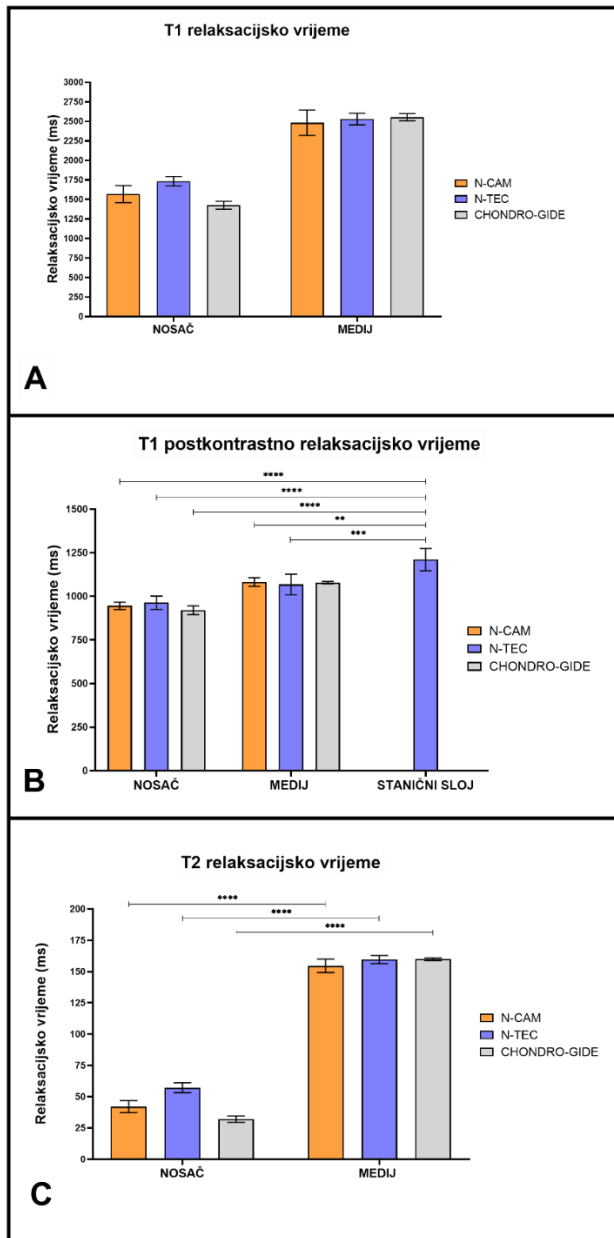 T1 relaksacijsko vrijeme
Relaksacijsko vrijeme (ms)
3000
2750
2500
2250
2000
1750
1500
1250
1000
750
500
250
0
NOSAČ MEDIJ
N-CAM
N-TEC
CHONDRO-GIDE
A
T1 postkontrastno relaksacijsko vrijeme
****
****
****
**
***
Relaksacijsko vrijeme (ms)
1500
1250
1000
750
500
250
0
NOSAČ MEDIJ STANIČNI SLOJ
N-CAM
N-TEC
CHONDRO-GIDE
B
T2 relaksacijsko vrijeme
****
****
****
Relaksacijsko vrijeme (ms)
200
175
150
125
100
75
50
25
0
NOSAČ MEDIJ
N-CAM
N-TEC
CHONDRO-GIDE
C